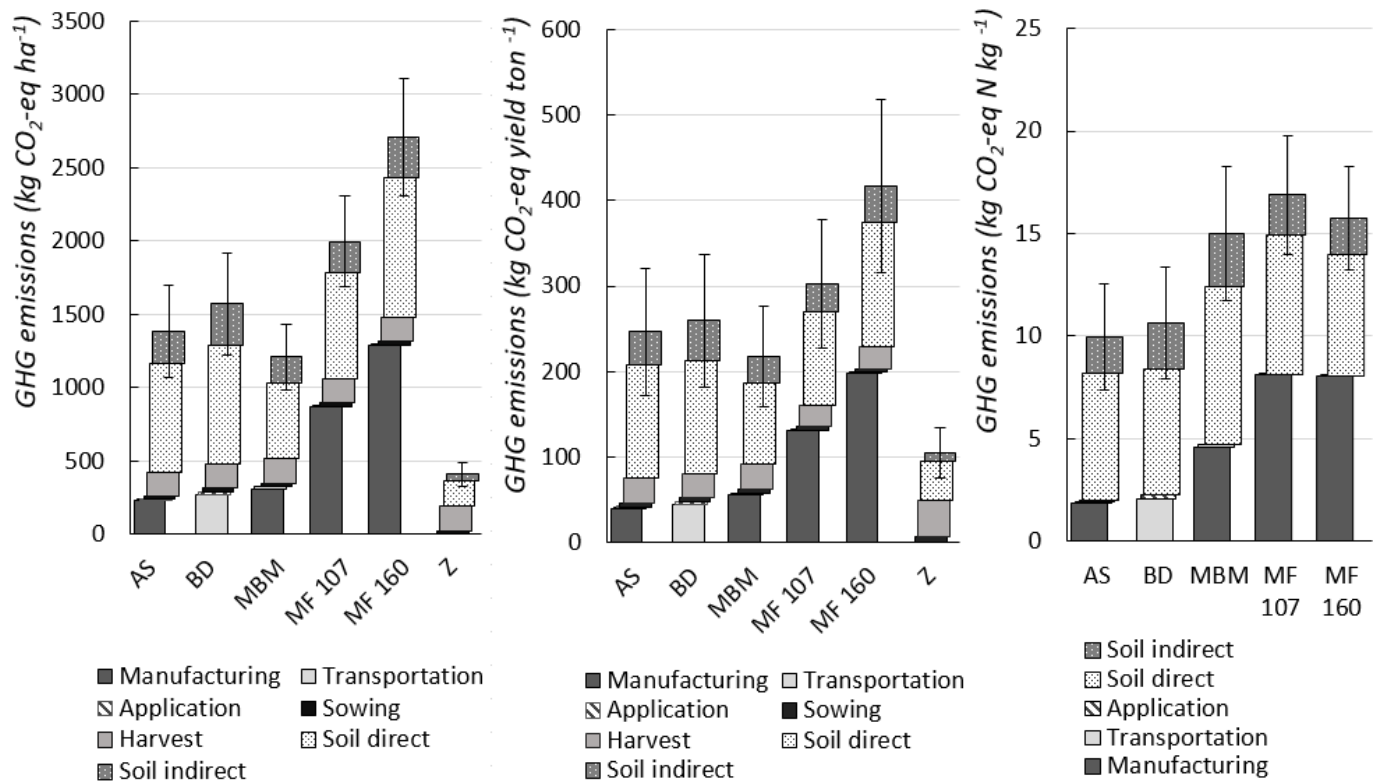 GHG emissions (kg CO₂-eq ha⁻¹)
3500
3000
2500
2000
1500
1000
500
0
AS
BD
MBM
MF 107
MF 160
Z
Manufacturing
Transportation
Application
Sowing
Harvest
Soil direct
Soil indirect
GHG emissions (kg CO₂-eq yield ton⁻¹)
600
500
400
300
200
100
0
AS
BD
MBM
MF 107
MF 160
Z
Manufacturing
Transportation
Application
Sowing
Harvest
Soil direct
Soil indirect
GHG emissions (kg CO₂-eq N kg⁻¹)
25
20
15
10
5
0
AS
BD
MBM
MF
107
MF
160
Soil indirect
Soil direct
Application
Transportation
Manufacturing